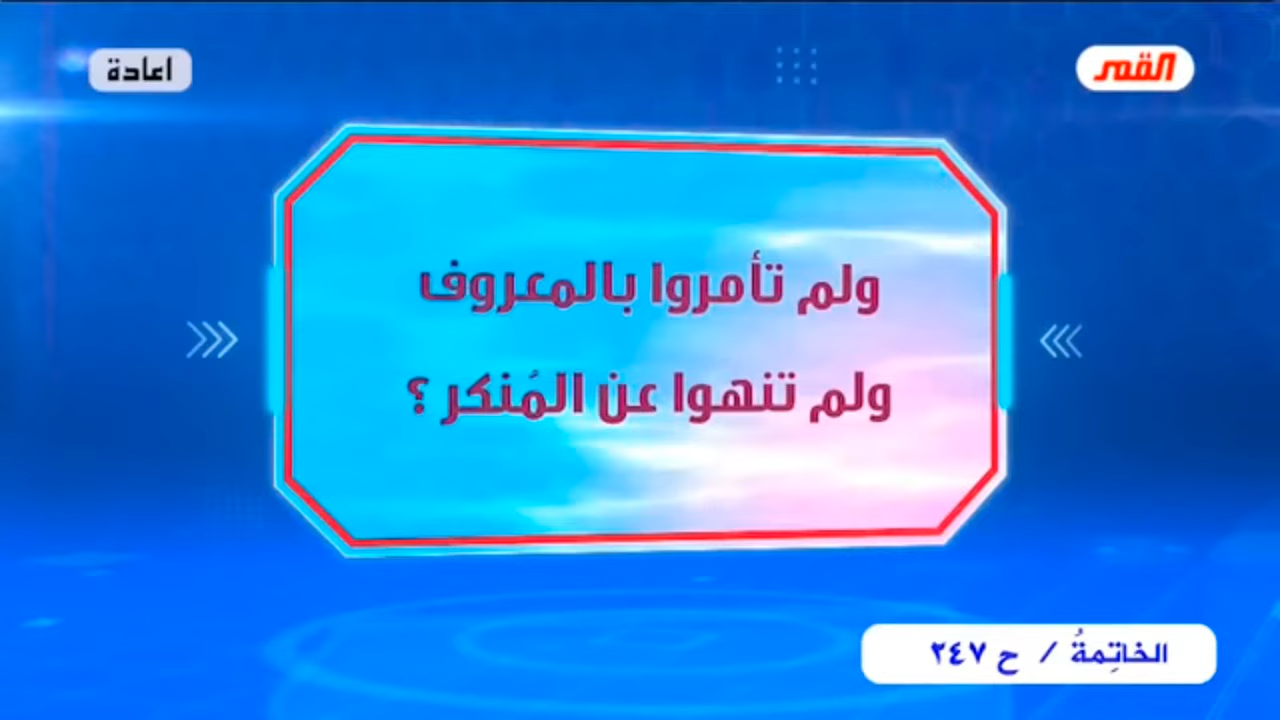 القمر
اعادة
ولم تأمروا بالمعروف
ولم تنهوا عن المُنكر ؟
الخاتِمةُ / ح ٢٤٧